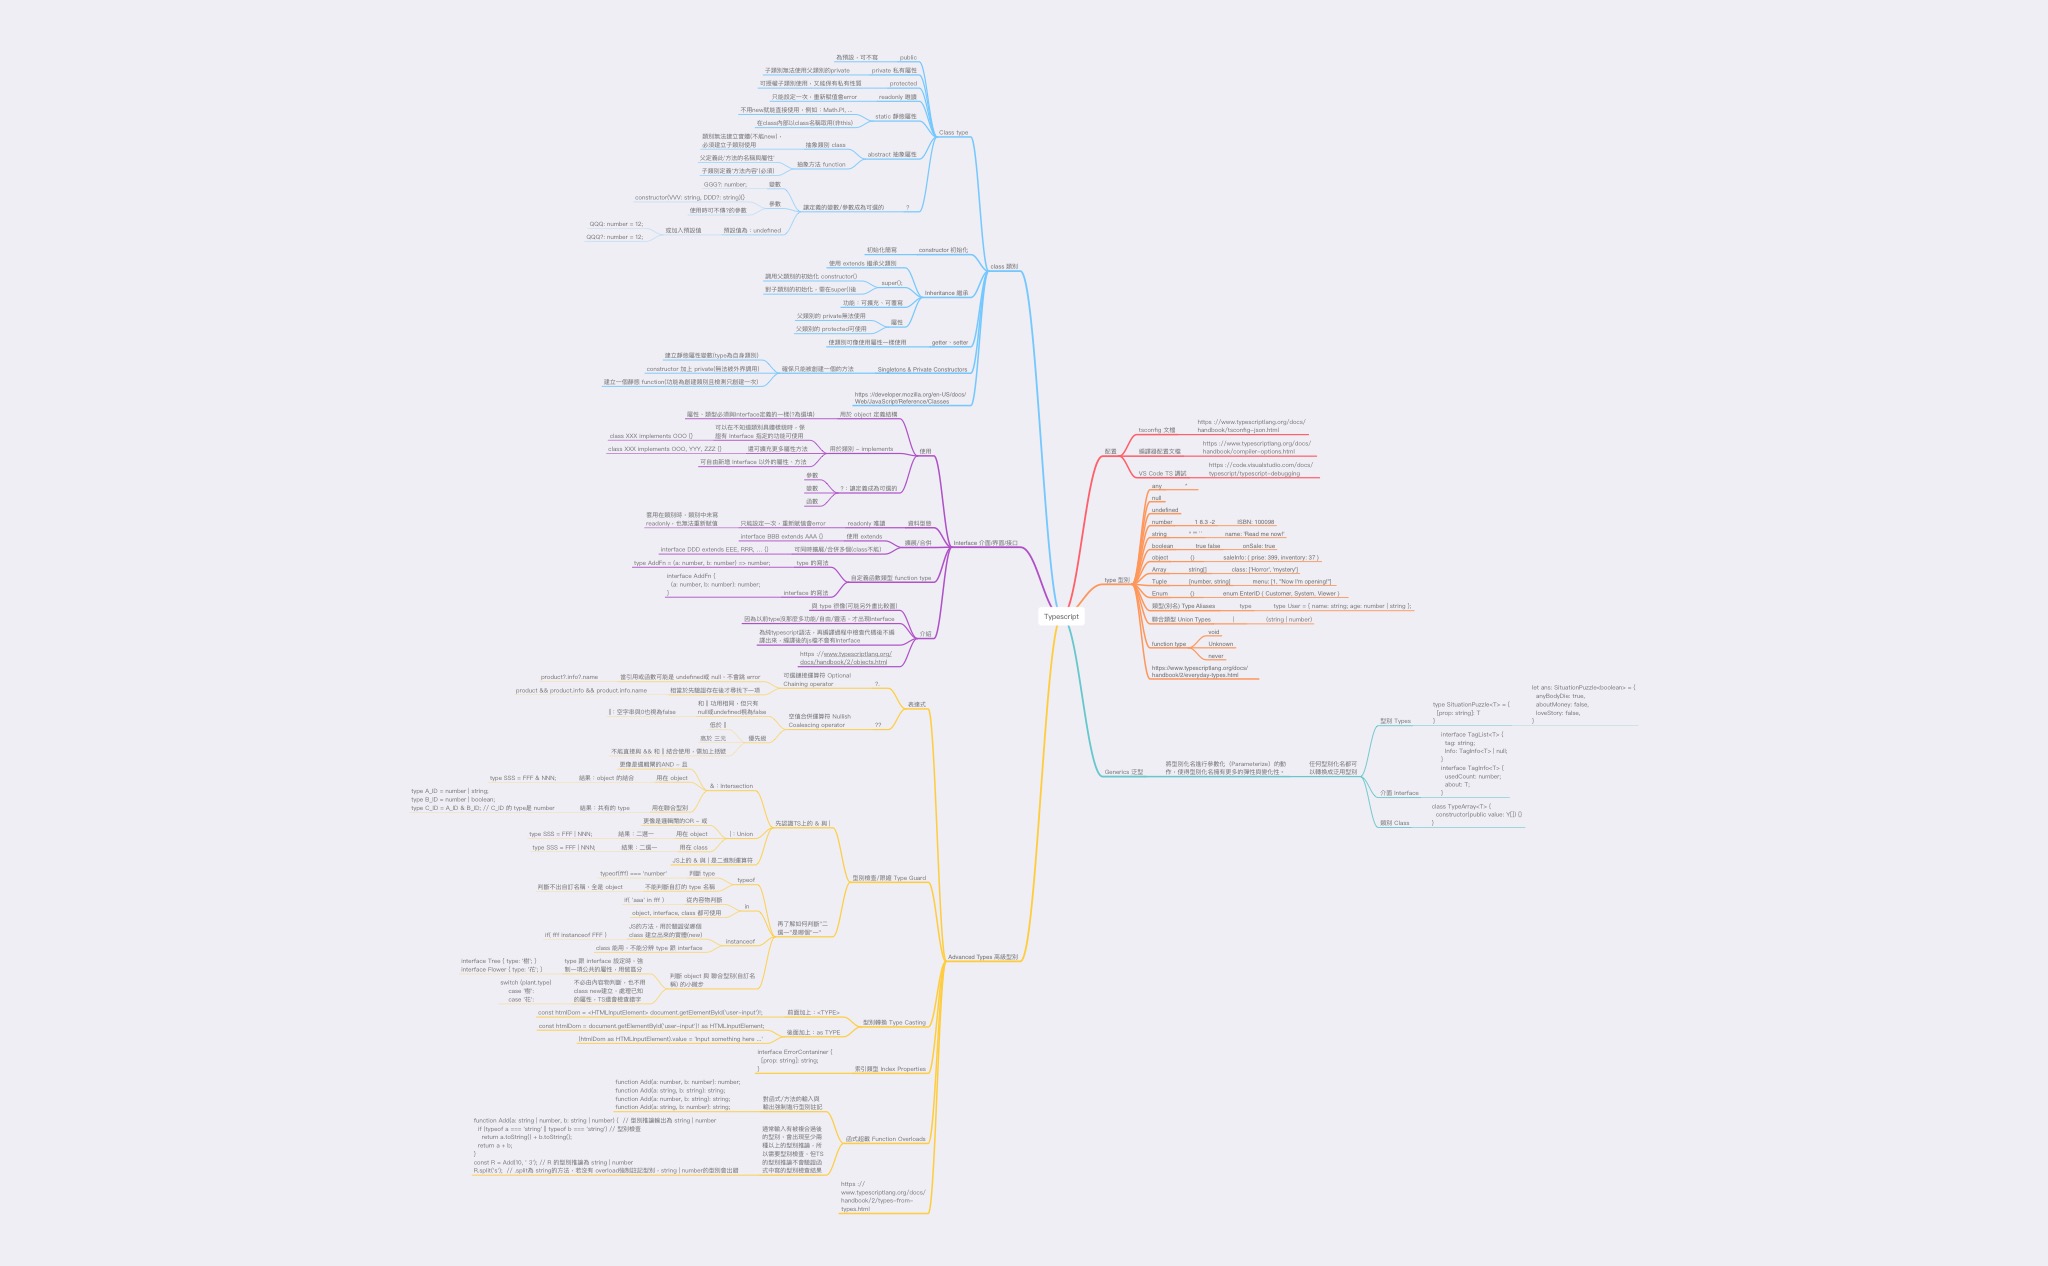 Typescript
配置
tsconfig 文檔
https://www.typescriptlang.org/docs/
handbook/tsconfig-json.html
編譯器配置文檔
https://www.typescriptlang.org/docs/
handbook/compiler-options.html
VS Code TS 調試
https://code.visualstudio.com/docs/
typescript/typescript-debugging
type 型別
any
*
null
undefined
number
1 6.3 -2
ISBN: 100098
string
name: 'Read me now!'
boolean
true false
onSale: true
object
{}
saleInfo: { prise: 399, inventory: 37 }
Array
string[]
class: ['Horror', 'mystery']
Tuple
[number, string]
menu: [1, "Now I'm opening!"]
Enum
{}
enum EnterID { Customer, System, Viewer }
類型(別名) Type Aliases
type
type User = { name: string; age: number | string };
聯合類型 Union Types
|
(string | number)
function type
void
Unknown
never
https://www.typescriptlang.org/docs/
handbook/2/everyday-types.html
Generics 泛型
將型別化名進行參數化（Parameterise）的動
作，使得型別化名擁有更多的彈性與變化性。
任何型別化名都可
以轉換成泛用型別
型別 Types
type SituationPuzzle<T> = {
[prop: string]: T
}
let ans: SituationPuzzle<boolean> = {
anyBodyDie: true,
aboutMoney: false,
loveStory: false,
}
介面 Interface
interface TagList<T> {
tag: string;
info: TagInfo<T> | null;
}
interface TagInfo<T> {
usedCount: number;
about: T;
}
類別 Class
class TypeArray<T> {
constructor(public value: Y[]) {}
}
class 類別
Class type
public
為預設，可不寫
private 私有屬性
子類別無法使用父類別的private
protected
可授權子類別使用，又能保有私有性質
readonly 唯讀
只能設定一次，重新賦值會error
static 靜態屬性
不用new就能直接使用，例如：Math.PI, ...
在class內部以class名稱取用(非this)
abstract 抽象屬性
抽象類別 class
類別無法建立實體(不能new)，
必須建立子類別使用
抽象方法 function
父定義此'方法的名稱與屬性'
子類別定義'方法內容'(必須)
?
讓定義的變數/參數成為可選的
變數
GGG?: number;
參數
constructor(VVV: string, DDD?: string){}
使用時可不傳?的參數
預設值為：undefined
或加入預設值
QQQ: number = 12;
QQQ?: number = 12;
constructor 初始化
初始化簡寫
Inheritance 繼承
使用 extends 繼承父類別
super();
調用父類別的初始化 constructor()
對子類別的初始化，需在super()後
功能：可擴充、可覆寫
屬性
父類別的 private無法使用
父類別的 protected可使用
getter、setter
使類別可像使用屬性一樣使用
Singletons & Private Constructors
確保只能被創建一個的方法
建立靜態屬性變數(type為自身類別)
constructor 加上 private(無法被外界調用)
建立一個靜態 function(功能為創建類別且檢測只創建一次)
https://developer.mozilla.org/en-US/docs/
Web/JavaScript/Reference/Classes
Interface 介面/界面/接口
使用
用於 object 定義結構
屬性、類型必須與interface定義的一樣(?為選填)
用於類別 - implements
可以在不知道類別具體樣貌時，保
證有 interface 指定的功能可使用
class XXX implements OOO {}
還可擴充更多屬性方法
class XXX implements OOO, YYY, ZZZ {}
可自由新增 Interface 以外的屬性、方法
?：讓定義成為可選的
參數
變數
函數
資料型態
readonly 唯讀
只能設定一次，重新賦值會error
套用在類別時，類別中未寫
readonly，也無法重新賦值
擴展/合併
使用 extends
interface BBB extends AAA {}
可同時擴展/合併多個(class不能)
interface DDD extends EEE, RRR, ... {}
自定義函數類型 function type
type 的寫法
type AddFn = (a: number, b: number) => number;
interface 的寫法
interface AddFn {
(a: number, b: number): number;
}
介紹
與 type 很像(可能另外畫比較圖)
因為以前type沒那麼多功能/自由/靈活，才出現interface
為純typescript語法，再編譯過程中檢查代碼後不編
譯出來，編譯後的js檔不會有interface
https://www.typescriptlang.org/
docs/handbook/2/objects.html
Advanced Types 高級型別
表達式
?.
可選鏈接運算符 Optional
Chaining operator
當引用或函數可能是 undefined或 null，不會跳 error
product?.info?.name
相當於先驗證存在後才尋找下一項
product && product.info && product.info.name
??
空值合併運算符 Nullish
Coalescing operator
和 || 功用相同，但只有
null或undefined視為false
||：空字串與0也視為false
優先級
低於 ||
高於 三元
不能直接與 && 和 || 結合使用，需加上括號
型別檢查/防護 Type Guard
先認識TS上的 & 與 |
&：Intersection
更像是邏輯閘的AND - 且
用在 object
結果：object 的結合
type SSS = FFF & NNN;
用在聯合型別
結果：共有的 type
type A_ID = number | string;
type B_ID = number | boolean;
type C_ID = A_ID & B_ID; // C_ID 的 type是 number
|：Union
更像是邏輯閘的OR - 或
用在 object
結果：二選一
type SSS = FFF | NNN;
用在 class
結果：二選一
type SSS = FFF | NNN;
JS上的 & 與 | 是二進制運算符
再了解如何判斷"二
選一"是哪個"一"
typeof
判斷 type
typeof(fff) === 'number'
不能判斷自訂的 type 名稱
判斷不出自訂名稱，全是 object
in
從內容物判斷
if( 'aaa' in fff )
object, interface, class 都可使用
instanceof
JS的方法，用於驗證從哪個
class 建立出來的實體(new)
if( fff instanceof FFF )
class 能用，不能分辨 type 跟 interface
判斷 object 與 聯合型別(自訂名
稱) 的小撇步
type 跟 interface 設定時，強
制一項公共的屬性，用做區分
interface Tree { type: '樹'; }
interface Flower { type: '花'; }
不必由內容物判斷，也不用
class new建立，處理已知
的屬性，TS還會檢查錯字
switch (plant.type)
case '樹':
case '花':
型別轉換 Type Casting
前面加上：<TYPE>
const htmlDom = <HTMLInputElement> document.getElementById('user-input')!;
後面加上：as TYPE
const htmlDom = document.getElementById('user-input')! as HTMLInputElement;
(htmlDom as HTMLInputElement).value = 'Input something here ...'
索引類型 Index Properties
interface ErrorContaniner {
[prop: string]: string;
}
函式超載 Function Overloads
對函式/方法的輸入與
輸出強制進行型別註記
function Add(a: number, b: number): number;
function Add(a: string, b: string): string;
function Add(a: number, b: string): string;
function Add(a: string, b: number): string;
通常輸入有被複合過後
的型別，會出現至少兩
種以上的型別推論，所
以需要型別檢查，但TS
的型別推論不會驗證函
式中寫的型別檢查結果
function Add(a: string | number, b: string | number) {  // 型別推論輸出為 string | number
if (typeof a === 'string' || typeof b === 'string') // 型別檢查
return a.toString() + b.toString();
return a + b;
}
const R = Add(10, ' 3'); // R 的型別推論為 string | number
R.split('s');  // .split為 string的方法，若沒有 overload強制註記型別，string | number的型別會出錯
https://
www.typescriptlang.org/docs/
handbook/2/types-from-
types.html